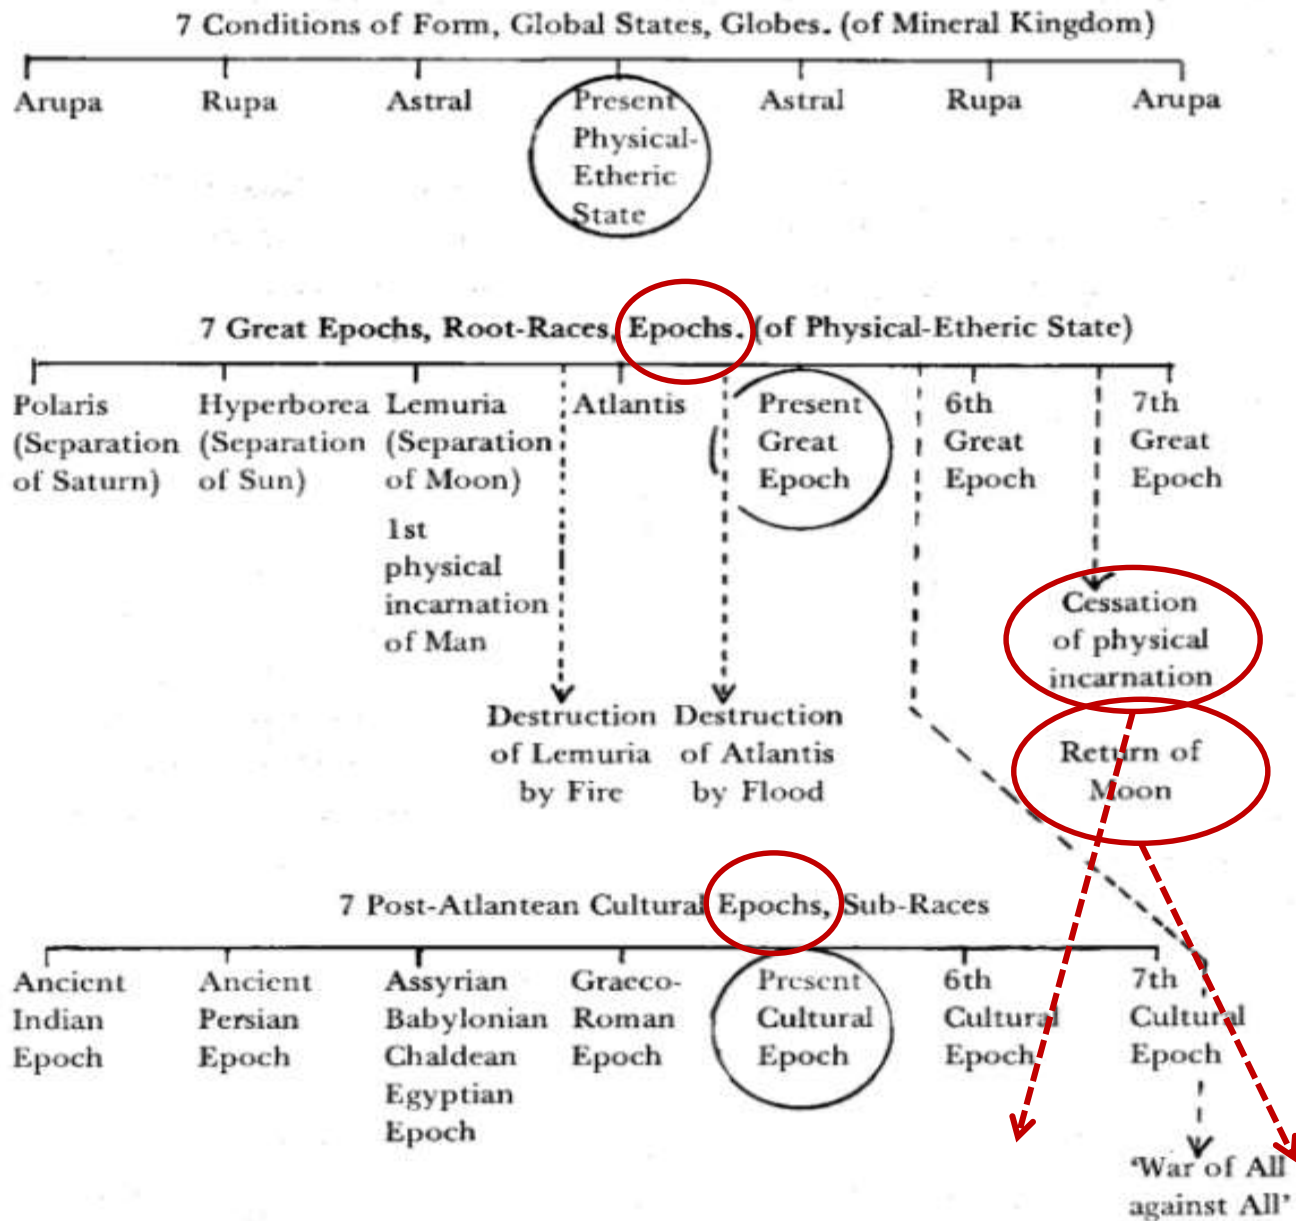 7 Conditions of Form, Global States, Globes. (of Mineral Kingdom)
Arupa
Rupa
Astral
Present
Physical-
Etheric
State
Astral
Rupa
Arupa
7 Great Epochs, Root-Races, Epochs. (of Physical-Etheric State)
Polaris
(Separation
of Saturn)
Hyperborea
(Separation
of Sun)
Lemuria
(Separation
of Moon)
1st
physical
incarnation
of Man
Atlantis
Present
Great
Epoch
6th
Great
Epoch
7th
Great
Epoch
Destruction
of Lemuria
by Fire
Destruction
of Atlantis
by Flood
Cessation
of physical
incarnation
Return of
Moon
7 Post-Atlantean Cultural Epochs, Sub-Races
Ancient
Indian
Epoch
Ancient
Persian
Epoch
Assyrian
Babylonian
Chaldean
Egyptian
Epoch
Graeco-
Roman
Epoch
Present
Cultural
Epoch
6th
Cultural
Epoch
7th
Cultural
Epoch
'War of All
against All'